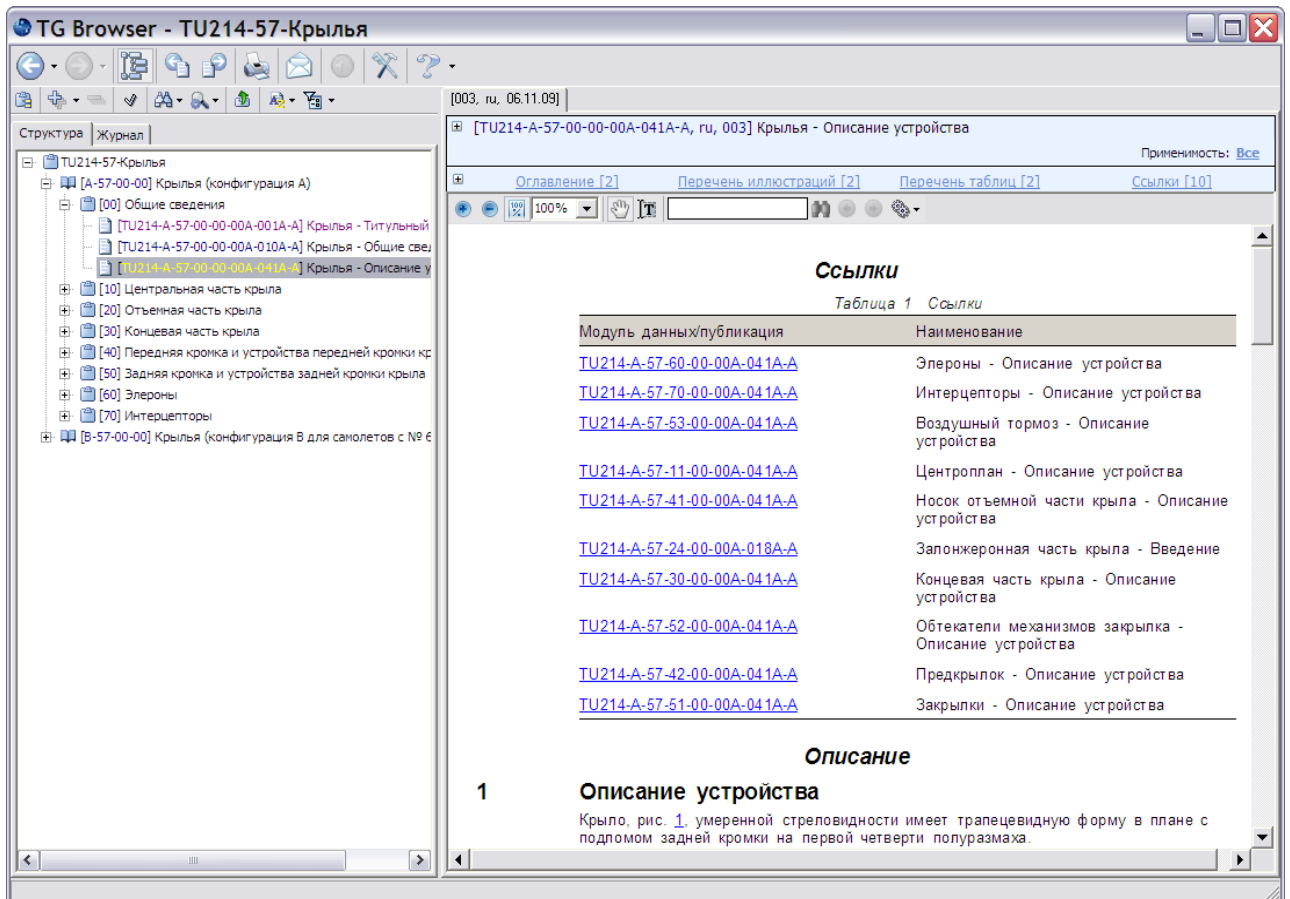 TG Browser - TU214-57-Крылья
Структура
Журнал
TU214-57-Крылья
[A-57-00-00] Крылья (конфигурация A)
[00] Общие сведения
[TU214-A-57-00-00-00A-001A-A] Крылья - Титульный
[TU214-A-57-00-00-00A-010A-A] Крылья - Общие свед
[TU214-A-57-00-00-00A-041A-A] Крылья - Описание у
[10] Центральная часть крыла
[20] Отъемная часть крыла
[30] Концевая часть крыла
[40] Передняя кромка и устройства передней кромки кр
[50] Задняя кромка и устройства задней кромки крыла
[60] Элероны
[70] Интерцепторы
[B-57-00-00] Крылья (конфигурация B для самолетов с № 6
[003, ru, 06.11.09]
[TU214-A-57-00-00-00A-041A-A, ru, 003] Крылья - Описание устройства
Применимость: Все
Оглавление [2] Перечень иллюстраций [2] Перечень таблиц [2] Ссылки [10]
100%
Ссылки
Таблица 1 Ссылки
Модуль данных/публикация Наименование
TU214-A-57-60-00-00A-041A-A Элероны - Описание устройства
TU214-A-57-70-00-00A-041A-A Интерцепторы - Описание устройства
TU214-A-57-53-00-00A-041A-A Воздушный тормоз - Описание
устройства
TU214-A-57-11-00-00A-041A-A Центроплан - Описание устройства
TU214-A-57-41-00-00A-041A-A Носок отъемной части крыла - Описание
устройства
TU214-A-57-24-00-00A-018A-A Залонжеронная часть крыла - Введение
TU214-A-57-30-00-00A-041A-A Концевая часть крыла - Описание
устройства
TU214-A-57-52-00-00A-041A-A Обтекатели механизмов закрылка -
Описание устройства
TU214-A-57-42-00-00A-041A-A Предкрылок - Описание устройства
TU214-A-57-51-00-00A-041A-A Закрылки - Описание устройства
Описание
1 Описание устройства
Крыло, рис. 1, умеренной стреловидности имеет трапецевидную форму в плане с
подломом задней кромки на первой четверти полуразмаха.